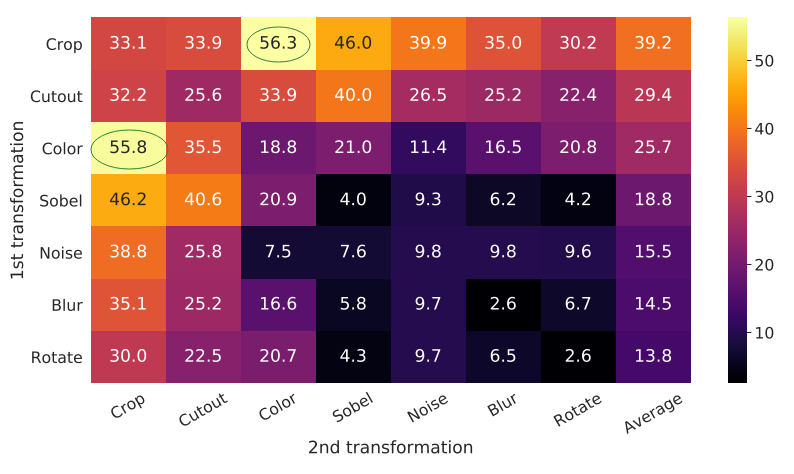 Crop 33.1 33.9 56.3 46.0 39.9 35.0 30.2 39.2
Cutout 32.2 25.6 33.9 40.0 26.5 25.2 22.4 29.4
Color 55.8 35.5 18.8 21.0 11.4 16.5 20.8 25.7
Sobel 46.2 40.6 20.9 4.0 9.3 6.2 4.2 18.8
Noise 38.8 25.8 7.5 7.6 9.8 9.8 9.6 15.5
Blur 35.1 25.2 16.6 5.8 9.7 2.6 6.7 14.5
Rotate 30.0 22.5 20.7 4.3 9.7 6.5 2.6 13.8
Crop Cutout Color Sobel Noise Blur Rotate Average
2nd transformation
1st transformation
50
40
30
20
10